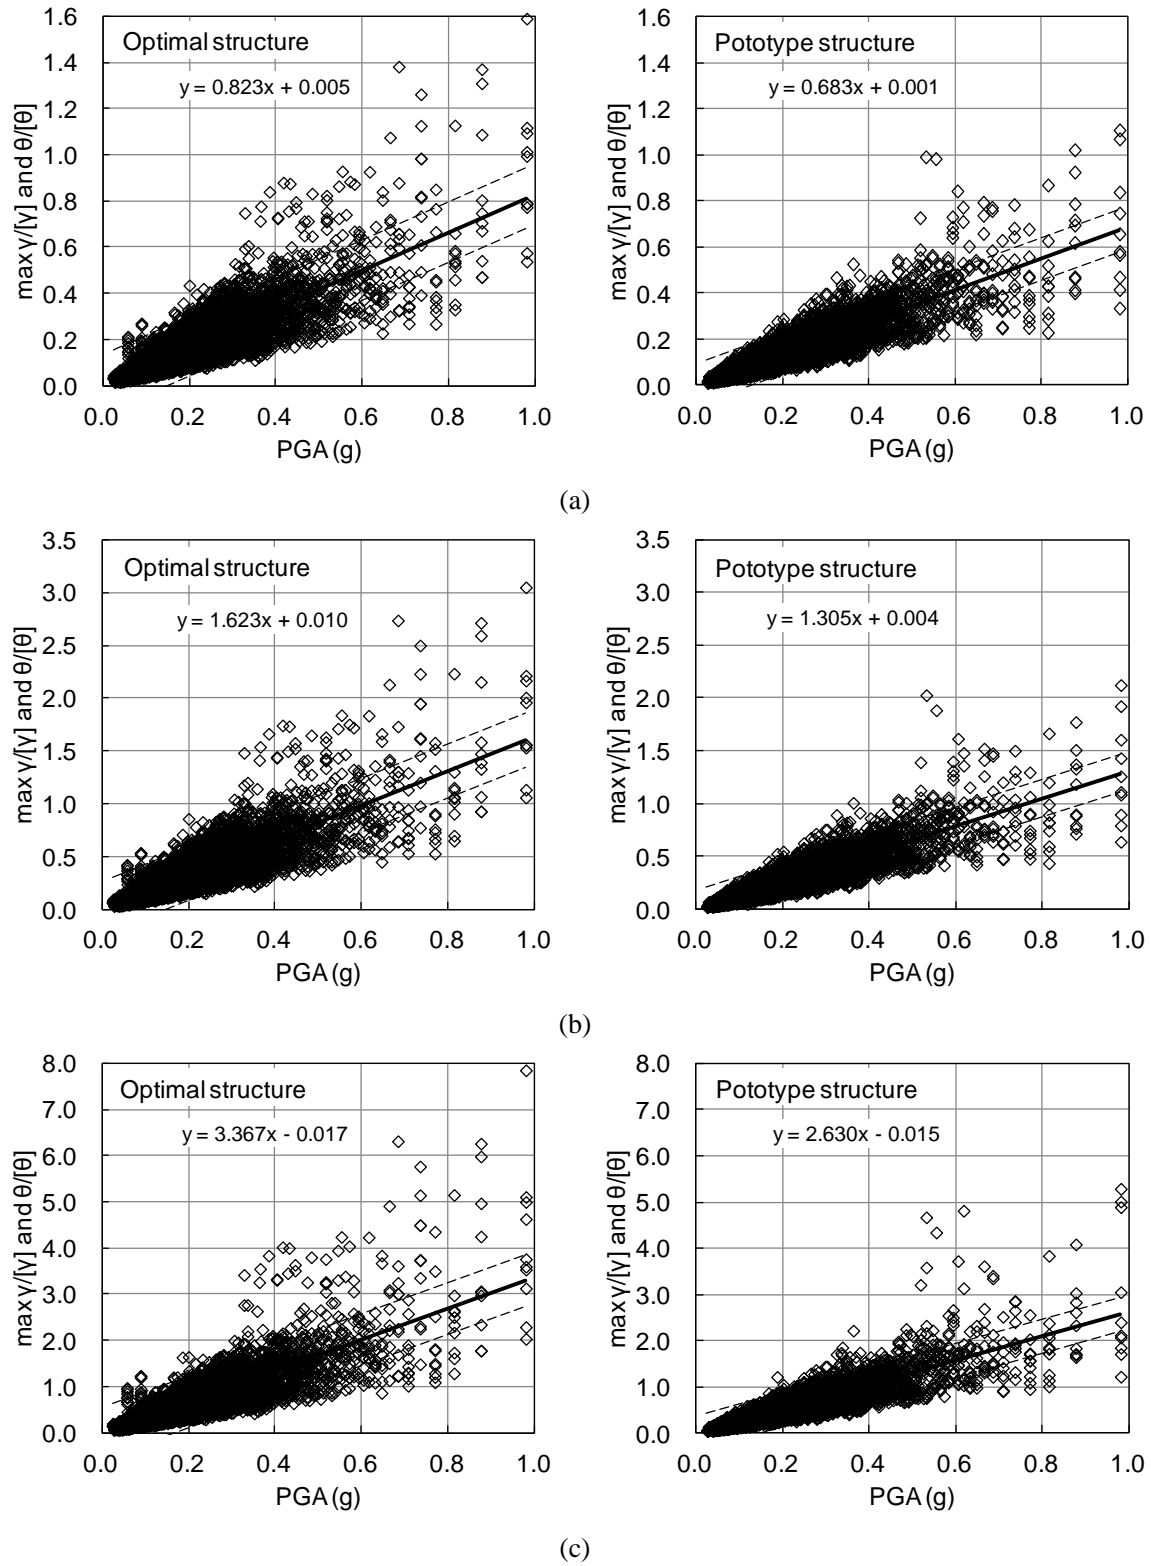 Optimal structure
y = 0.823x + 0.005
max γ/[γ] and θ/[θ]
1.6
1.4
1.2
1.0
0.8
0.6
0.4
0.2
0.0
0.0 0.2 0.4 0.6 0.8 1.0
PGA (g)
Pototype structure
y = 0.683x + 0.001
max γ/[γ] and θ/[θ]
1.6
1.4
1.2
1.0
0.8
0.6
0.4
0.2
0.0
0.0 0.2 0.4 0.6 0.8 1.0
PGA (g)
(a)
Optimal structure
y = 1.623x + 0.010
max γ/[γ] and θ/[θ]
3.5
3.0
2.5
2.0
1.5
1.0
0.5
0.0
0.0 0.2 0.4 0.6 0.8 1.0
PGA (g)
Pototype structure
y = 1.305x + 0.004
max γ/[γ] and θ/[θ]
3.5
3.0
2.5
2.0
1.5
1.0
0.5
0.0
0.0 0.2 0.4 0.6 0.8 1.0
PGA (g)
(b)
Optimal structure
y = 3.367x - 0.017
max γ/[γ] and θ/[θ]
8.0
7.0
6.0
5.0
4.0
3.0
2.0
1.0
0.0
0.0 0.2 0.4 0.6 0.8 1.0
PGA (g)
Pototype structure
y = 2.630x - 0.015
max γ/[γ] and θ/[θ]
8.0
7.0
6.0
5.0
4.0
3.0
2.0
1.0
0.0
0.0 0.2 0.4 0.6 0.8 1.0
PGA (g)
(c)